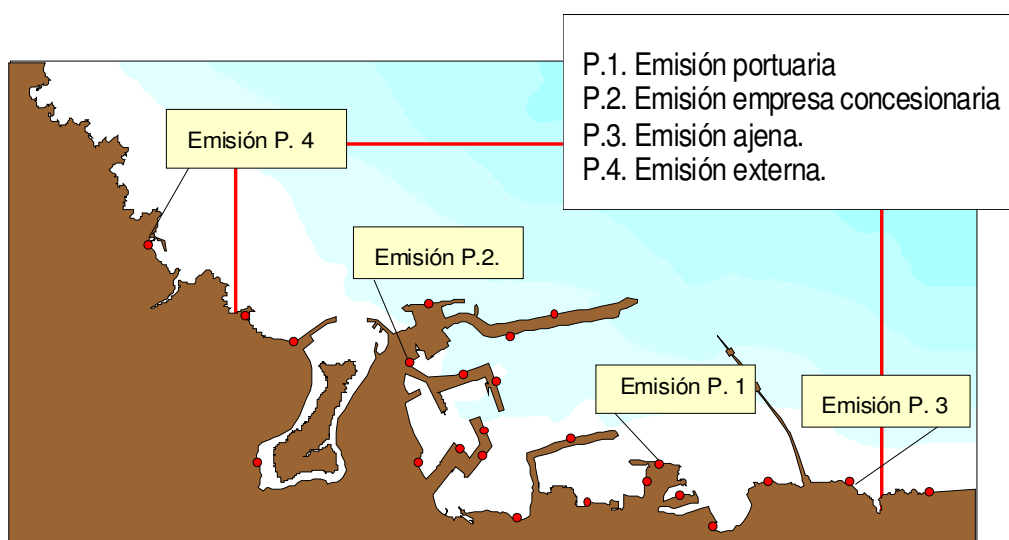 P.1. Emisión portuaria
P.2. Emisión empresa concesionaria
P.3. Emisión ajena.
P.4. Emisión externa.
Emisión P. 4
Emisión P.2.
Emisión P. 1
Emisión P. 3